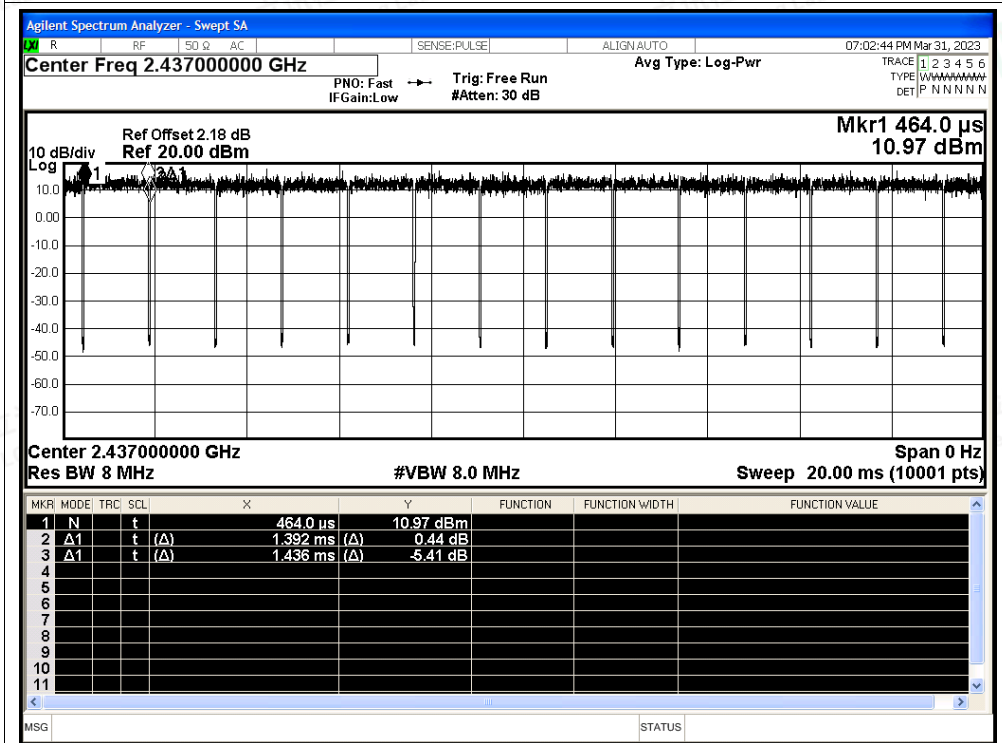 Agilent Spectrum Analyzer - Swept SA
LXI R RF 50 Ω AC SENSE:PULSE ALIGN AUTO 07:02:44 PM Mar 31, 2023
Center Freq 2.437000000 GHz Avg Type: Log-Pwr TRACE 1 2 3 4 5 6
PNO: Fast Trig: Free Run TYPE WWWWWW
IFGain:Low #Atten: 30 dB DET P N N N N N
Mkr1 464.0 µs
Ref Offset 2.18 dB
10 dB/div Ref 20.00 dBm 10.97 dBm
Log
1 3Δ1
10.0
0.00
-10.0
-20.0
-30.0
-40.0
-50.0
-60.0
-70.0
Center 2.437000000 GHz Span 0 Hz
Res BW 8 MHz #VBW 8.0 MHz Sweep 20.00 ms (10001 pts)
MKR MODE TRC SCL X Y FUNCTION FUNCTION WIDTH FUNCTION VALUE
1 N t 464.0 µs 10.97 dBm
2 Δ1 t (Δ) 1.392 ms (Δ) 0.44 dB
3 Δ1 t (Δ) 1.436 ms (Δ) -5.41 dB
4
5
6
7
8
9
10
11
MSG STATUS